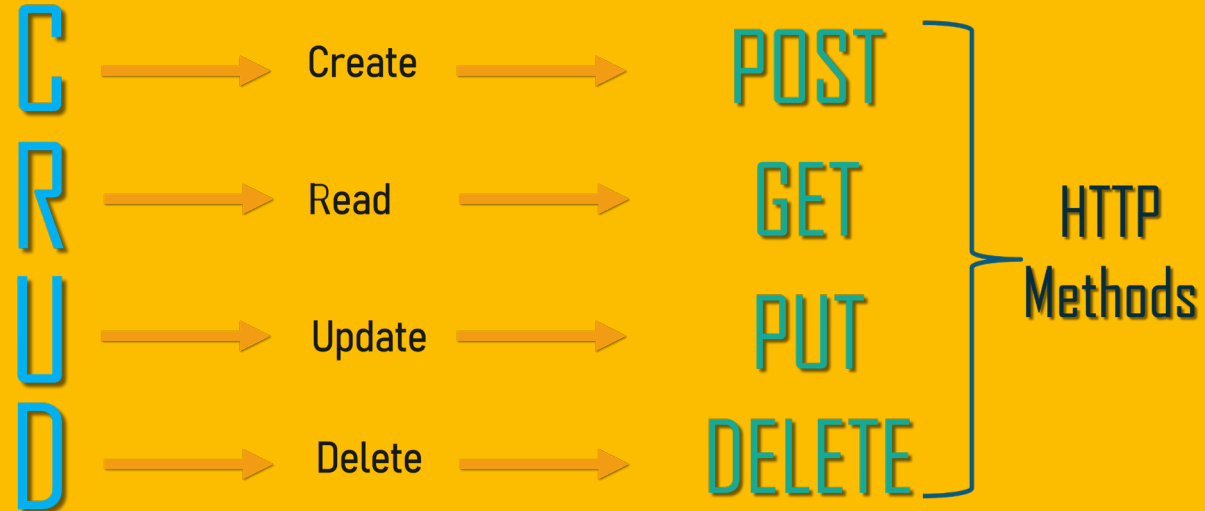 C Create POST
R Read GET
U Update PUT
D Delete DELETE
HTTP
Methods